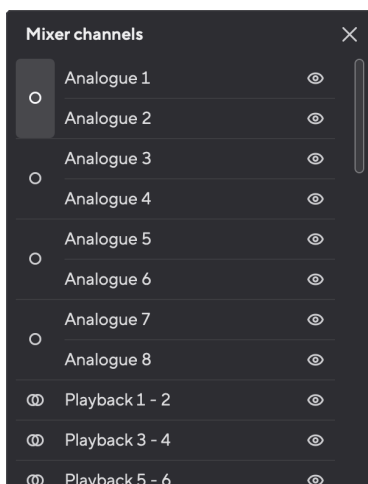 Mixer channels
Analogue 1
Analogue 2
Analogue 3
Analogue 4
Analogue 5
Analogue 6
Analogue 7
Analogue 8
Playback 1 - 2
Playback 3 - 4
Playback 5 - 6